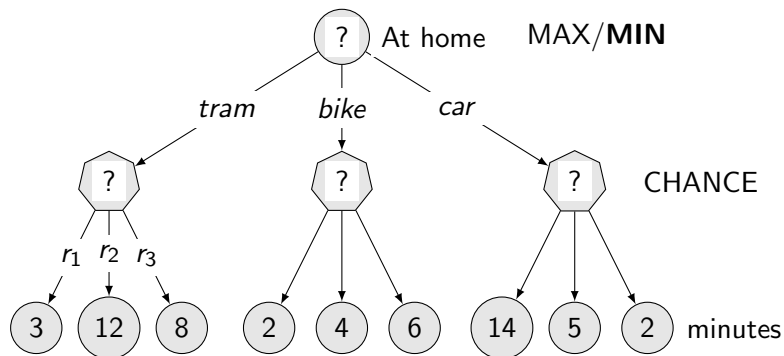 ? At home MAX/MIN
tram bike car
? ? ? CHANCE
r1 r2 r3
3 12 8 2 4 6 14 5 2 minutes